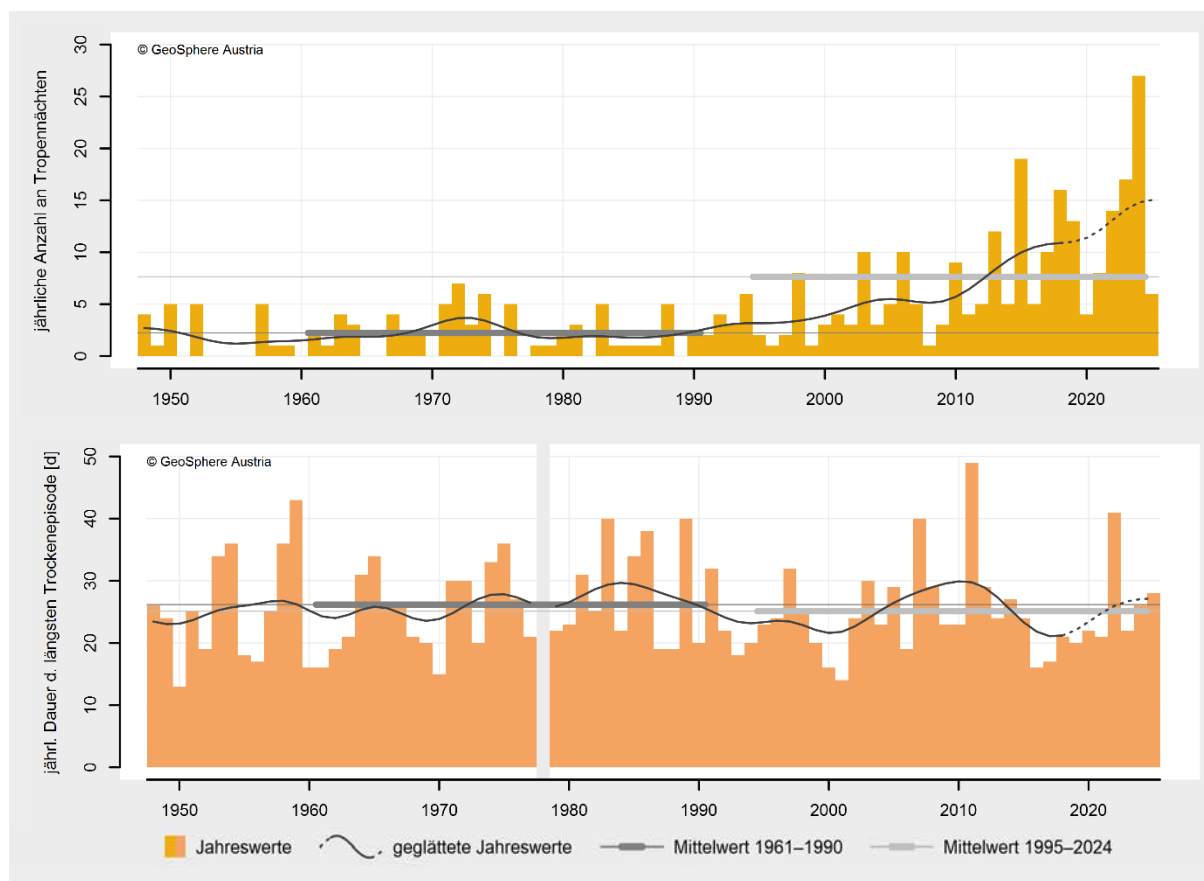 © GeoSphere Austria
jährliche Anzahl an Tropennächten
30
25
20
15
10
5
0
1950 1960 1970 1980 1990 2000 2010 2020
© GeoSphere Austria
jährl. Dauer d. längsten Trockenepisode [d]
50
40
30
20
10
0
1950 1960 1970 1980 1990 2000 2010 2020
Jahreswerte geglättete Jahreswerte Mittelwert 1961–1990 Mittelwert 1995–2024